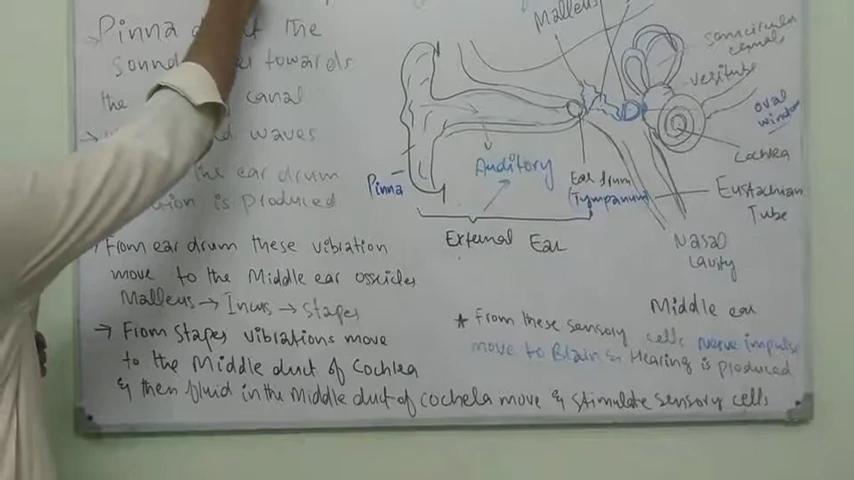 Pinna the
sound towards
the canal
waves
the ear drum
is produced
From ear drum these vibration
move to the Middle ear ossicles
Malleus → Incus → stapes
→ From stapes vibrations move
to the Middle duct of Cochlea
& then fluid in the Middle duct of cochela move & stimulate sensory cells
Malleus
semicircular
canals
vestibule
oval
window
Cochlea
Pinna
Auditory
Ear drum
(Tympanum)
Eustachian
Tube
External Ear
Nasal
cavity
Middle ear
* From these sensory cells nerve impulse
move to Brain & Hearing is produced